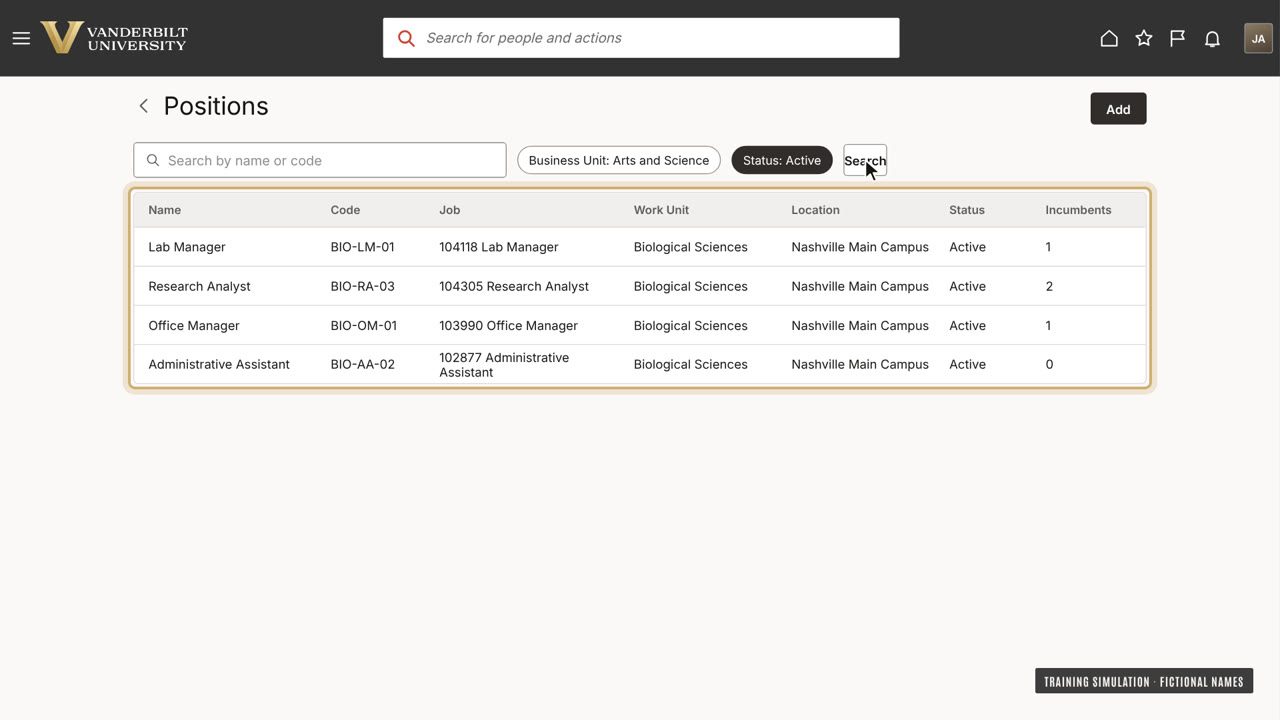 VANDERBILT
UNIVERSITY
Search for people and actions
JA
Positions
Add
Search by name or code
Business Unit: Arts and Science
Status: Active
Search
Name Code Job Work Unit Location Status Incumbents
Lab Manager BIO-LM-01 104118 Lab Manager Biological Sciences Nashville Main Campus Active 1
Research Analyst BIO-RA-03 104305 Research Analyst Biological Sciences Nashville Main Campus Active 2
Office Manager BIO-OM-01 103990 Office Manager Biological Sciences Nashville Main Campus Active 1
Administrative Assistant BIO-AA-02 102877 Administrative Assistant Biological Sciences Nashville Main Campus Active 0
TRAINING SIMULATION · FICTIONAL NAMES